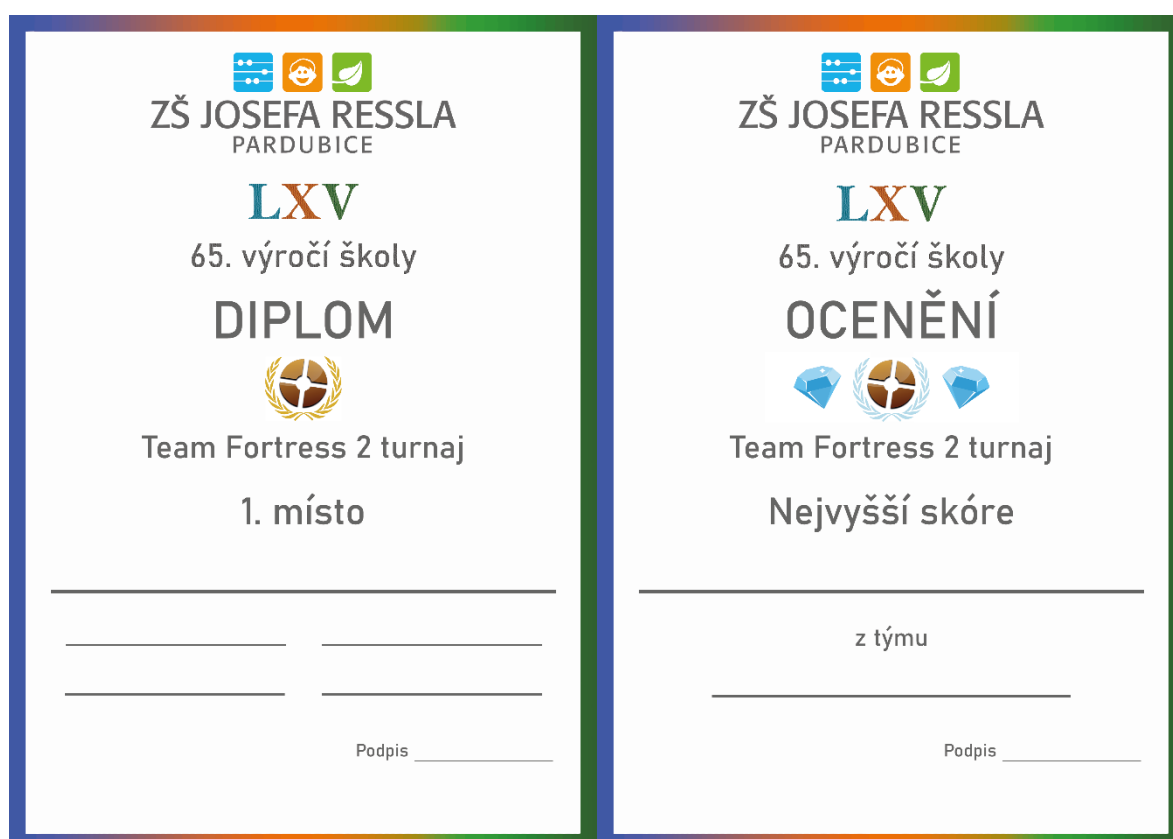 ZŠ JOSEFA RESSLA
PARDUBICE
LXV
65. výročí školy
DIPLOM
Team Fortress 2 turnaj
1. místo
Podpis
ZŠ JOSEFA RESSLA
PARDUBICE
LXV
65. výročí školy
OCENĚNÍ
Team Fortress 2 turnaj
Nejvyšší skóre
z týmu
Podpis